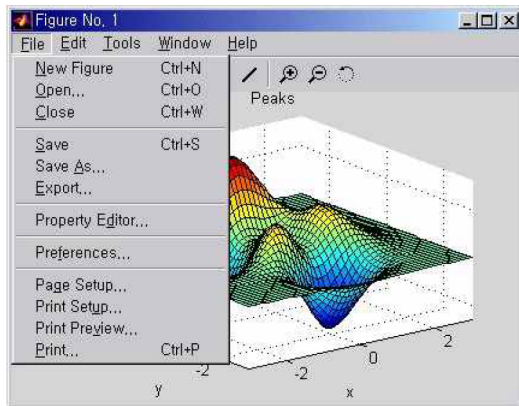 Figure No. 1
File Edit Tools Window Help
New Figure Ctrl+N
Open... Ctrl+O
Close Ctrl+W
Save Ctrl+S
Save As...
Export...
Property Editor...
Preferences...
Page Setup...
Print Setup...
Print Preview...
Print... Ctrl+P
Peaks
-2
-2
0
2
y
x